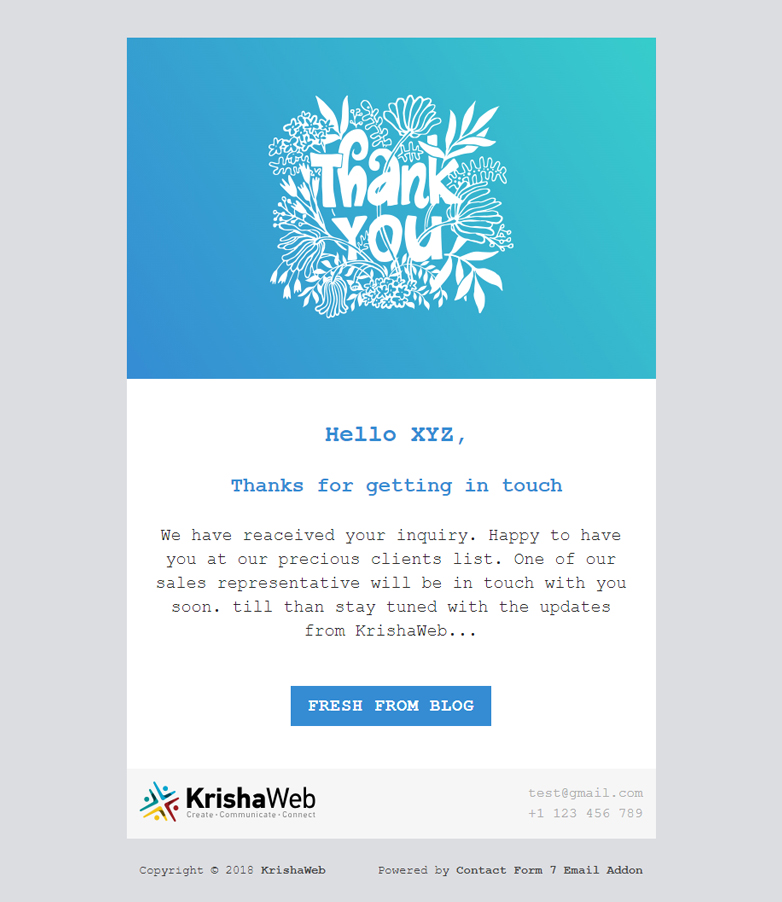 Thank
you
Hello XYZ,
Thanks for getting in touch
We have reaceived your inquiry. Happy to have
you at our precious clients list. One of our
sales representative will be in touch with you
soon. till than stay tuned with the updates
from KrishaWeb...
FRESH FROM BLOG
KrishaWeb
Create • Communicate • Connect
test@gmail.com
+1 123 456 789
Copyright © 2018 KrishaWeb
Powered by Contact Form 7 Email Addon